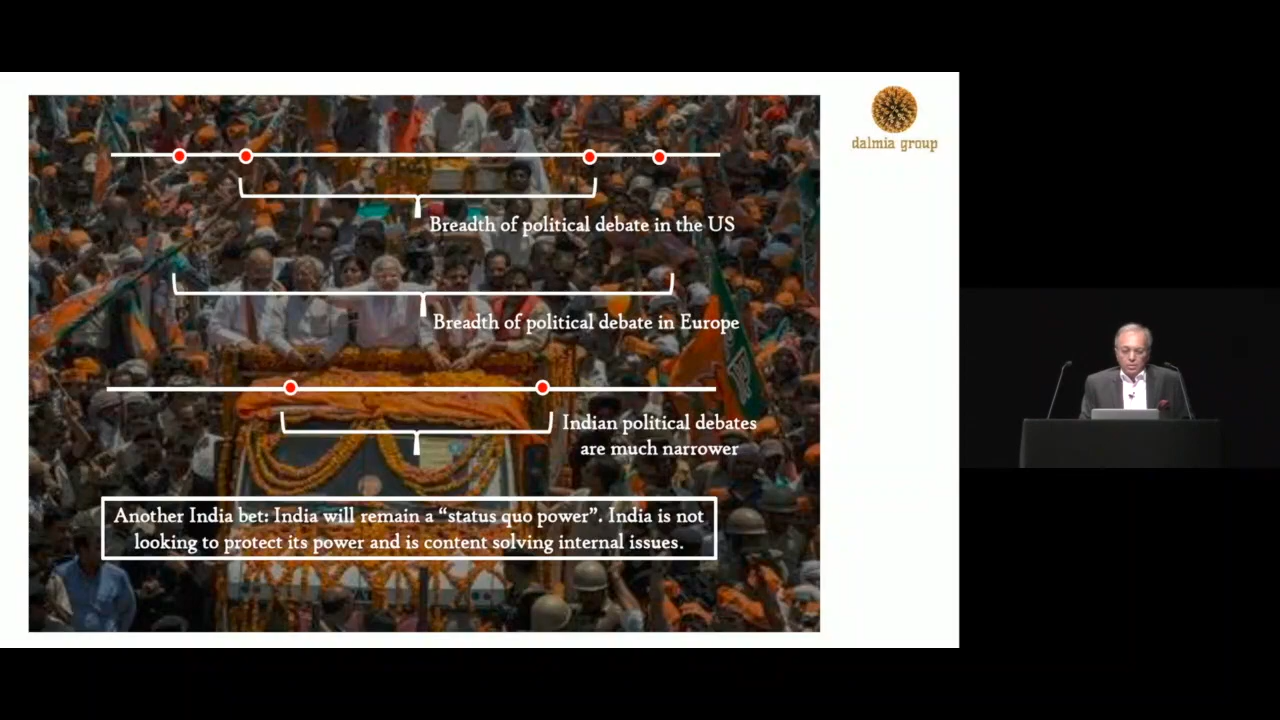 dalmia group
Breadth of political debate in the US
Breadth of political debate in Europe
Indian political debates
are much narrower
Another India bet: India will remain a “status quo power”. India is not
looking to protect its power and is content solving internal issues.